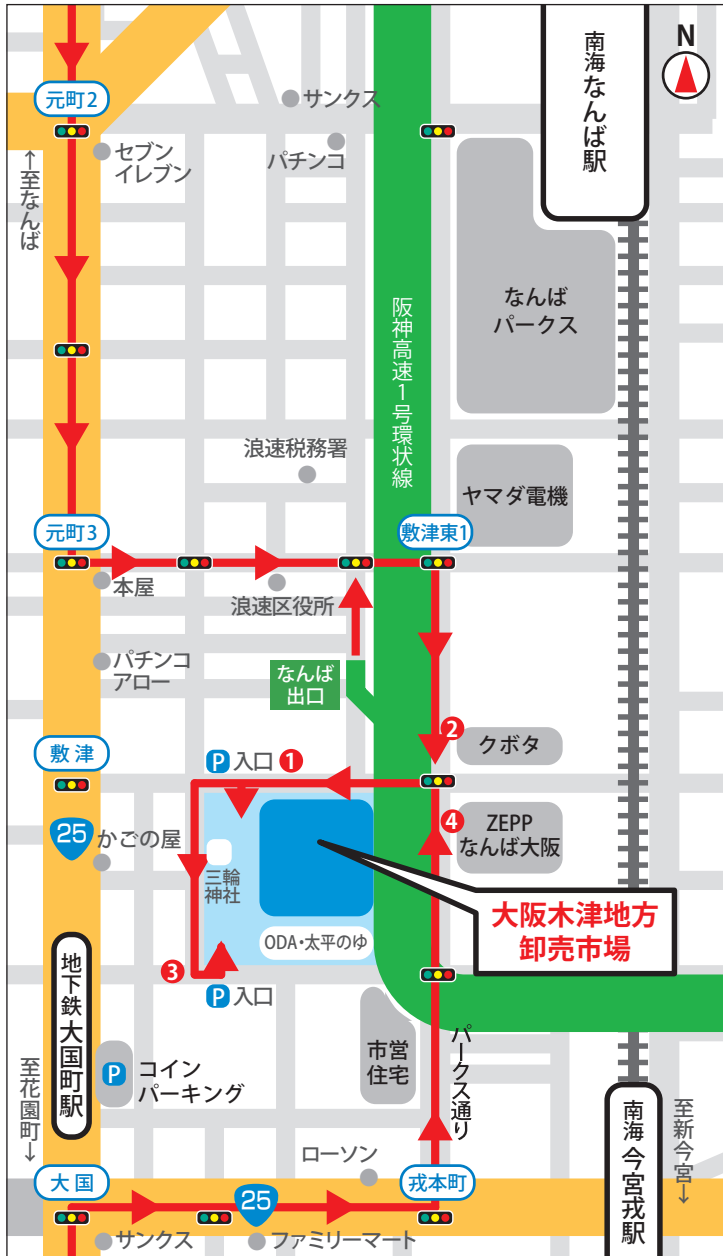 N
元町2
サンクス
南海 なんば駅
セブン
イレブン
パチンコ
←至なんば
なんば
パークス
阪神高速1号環状線
浪速税務署
ヤマダ電機
元町3
敷津東1
本屋
浪速区役所
パチンコ
アロー
なんば
出口
敷津
P 入口 1
2
クボタ
25
かごの屋
三輪
神社
4
ZEPP
なんば大阪
大阪木津地方
卸売市場
ODA・太平のゆ
3
P 入口
地下鉄 大国町駅
P
コイン
パーキング
市営
住宅
パークス通り
至花園町→
南海 今宮戎駅
至新今宮→
ローソン
大国
25
戎本町
サンクス
ファミリーマート